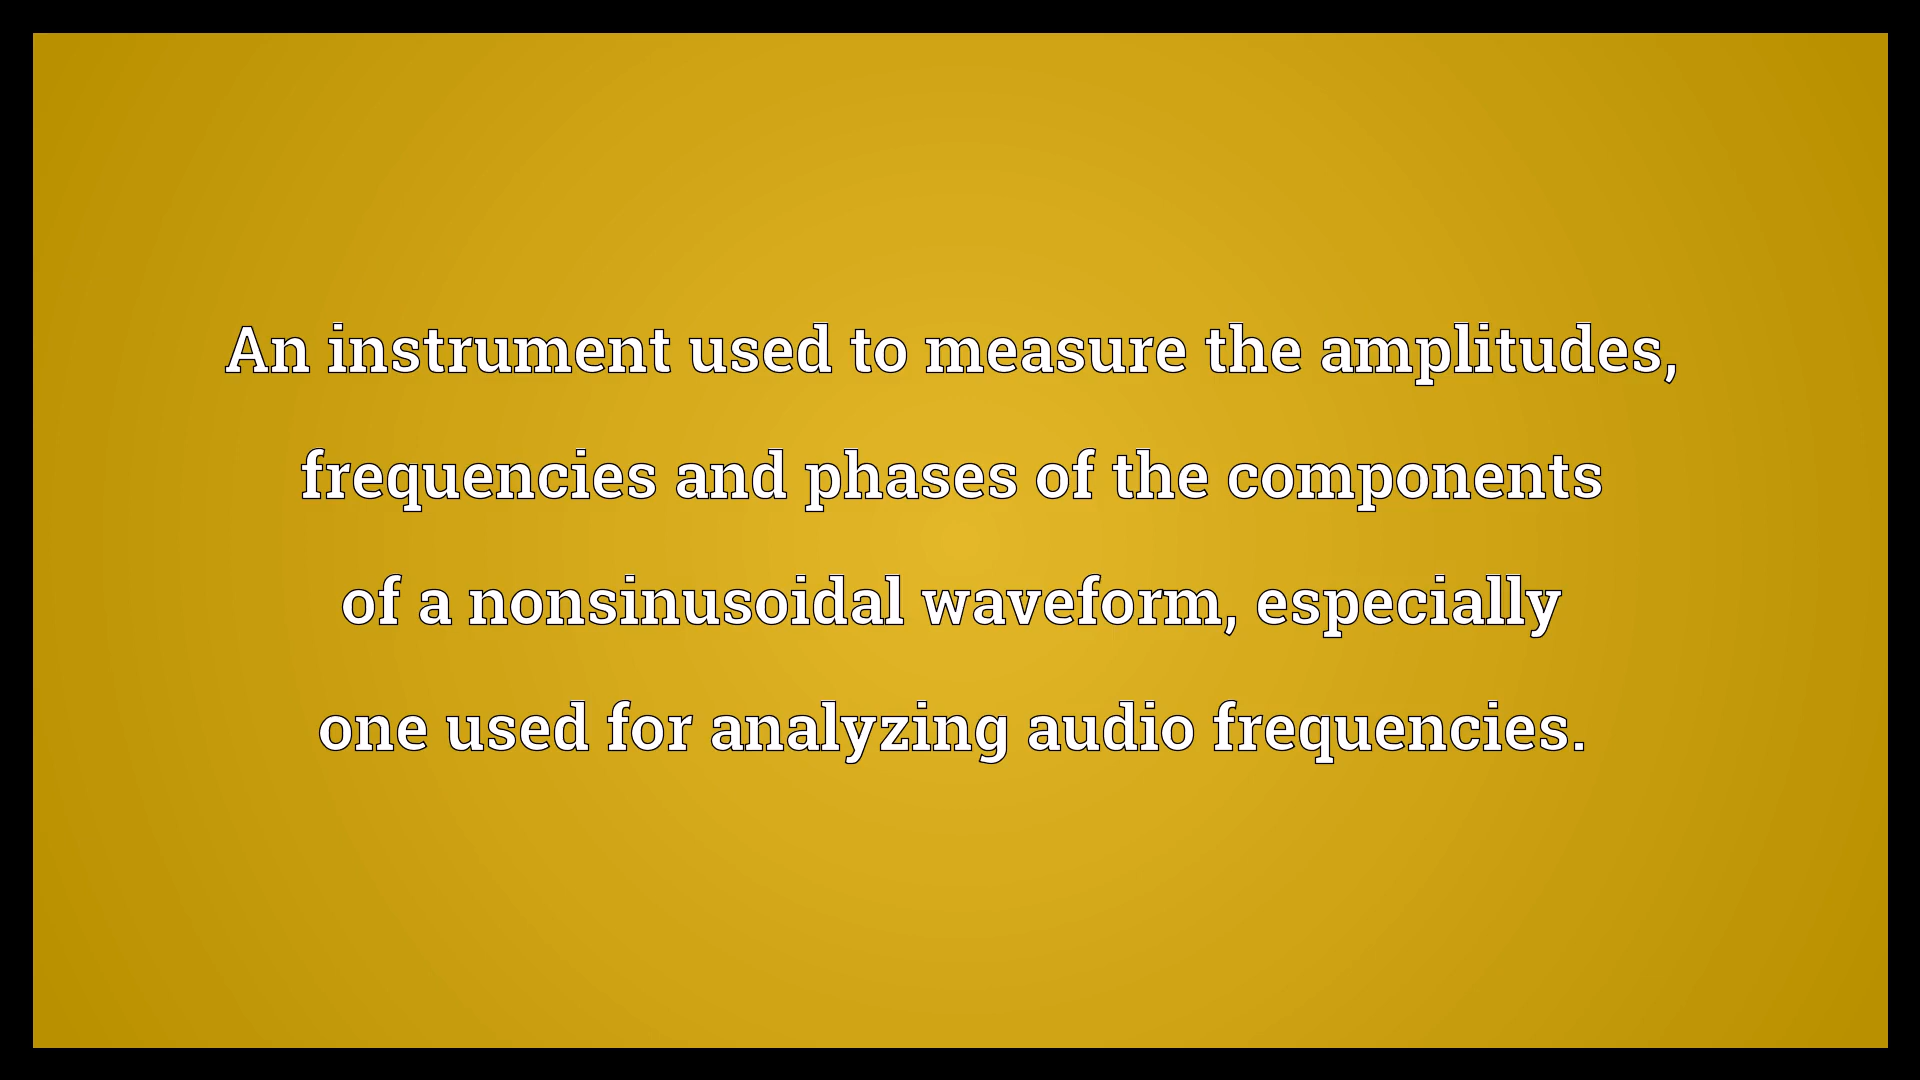 An instrument used to measure the amplitudes,
frequencies and phases of the components
of a nonsinusoidal waveform, especially
one used for analyzing audio frequencies.